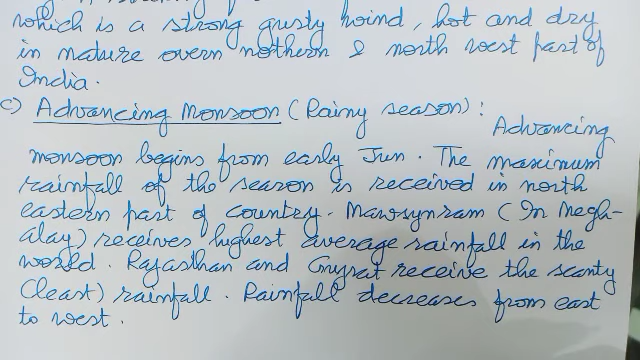 which is a strong gusty wind, hot and dry
in nature overn nothern & north west part of
India.
c) Advancing Monsoon (Rainy season):
Advancing
monsoon begins from early Jun. The maximum
rainfall of the season is received in north
eastern part of country. Mawsynram (In Megh-
alay) receives highest average rainfall in the
world. Rajasthan and Gnjrat receive the scanty
(least) rainfall. Rainfall decreases from east
to west.